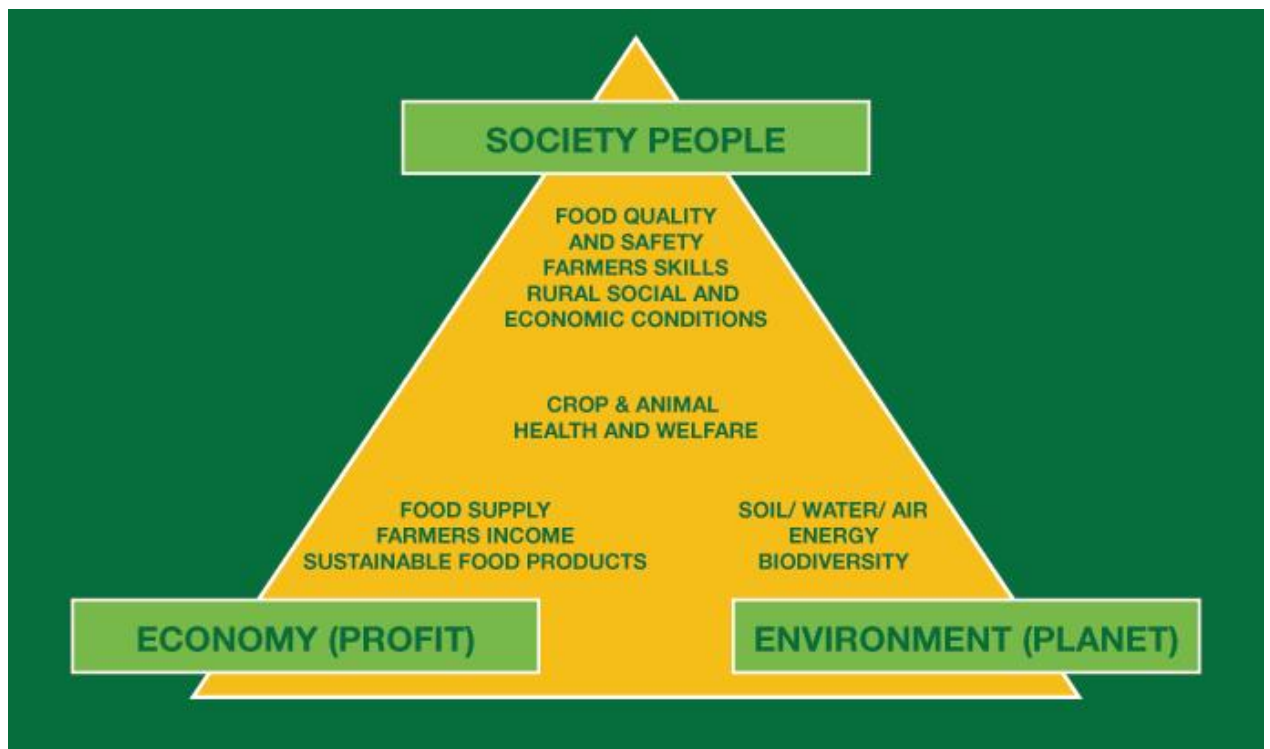 SOCIETY PEOPLE
FOOD QUALITY
AND SAFETY
FARMERS SKILLS
RURAL SOCIAL AND
ECONOMIC CONDITIONS
CROP & ANIMAL
HEALTH AND WELFARE
FOOD SUPPLY
FARMERS INCOME
SUSTAINABLE FOOD PRODUCTS
SOIL/ WATER/ AIR
ENERGY
BIODIVERSITY
ECONOMY (PROFIT)
ENVIRONMENT (PLANET)